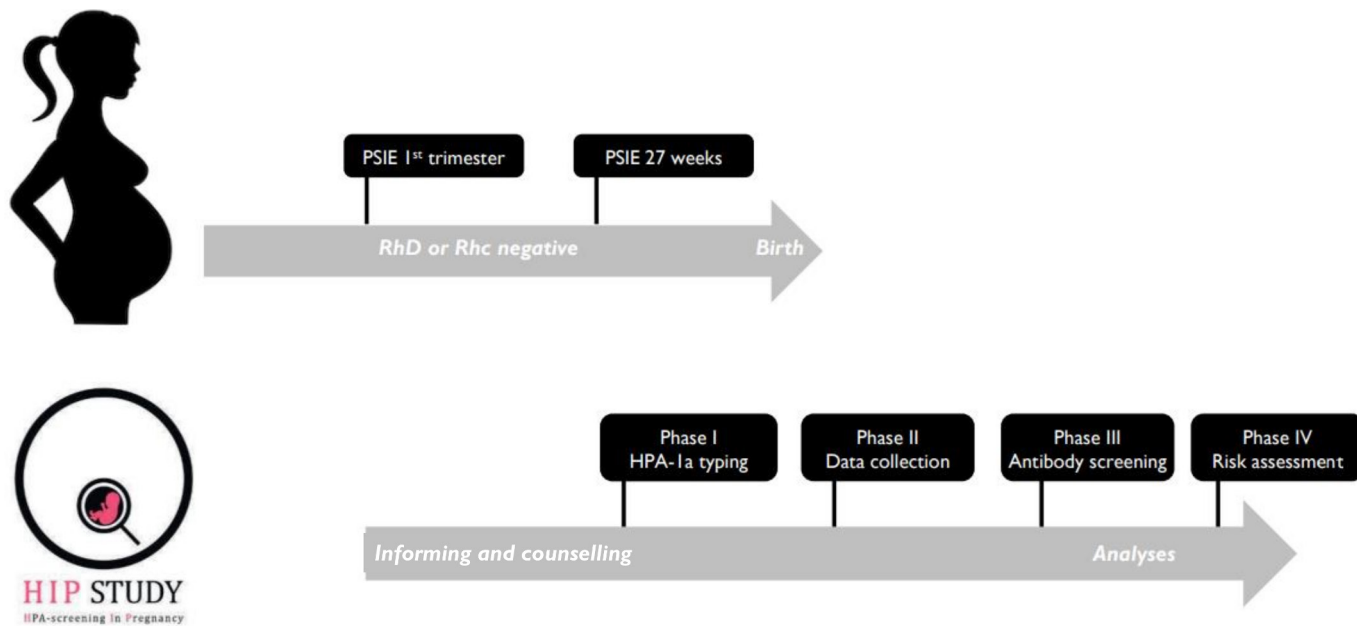 PSIE 1st trimester
PSIE 27 weeks
RhD or Rhc negative
Birth
Phase I
HPA-1a typing
Phase II
Data collection
Phase III
Antibody screening
Phase IV
Risk assessment
Informing and counselling
Analyses
HIP STUDY
HPA-screening In Pregnancy